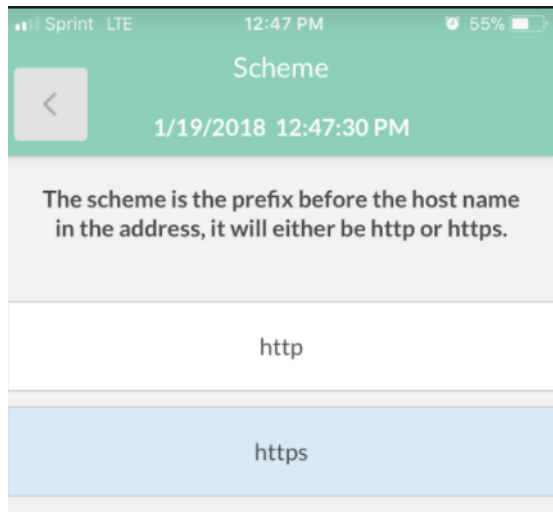 Sprint LTE 12:47 PM 55%
Scheme
1/19/2018 12:47:30 PM
The scheme is the prefix before the host name
in the address, it will either be http or https.
http
https